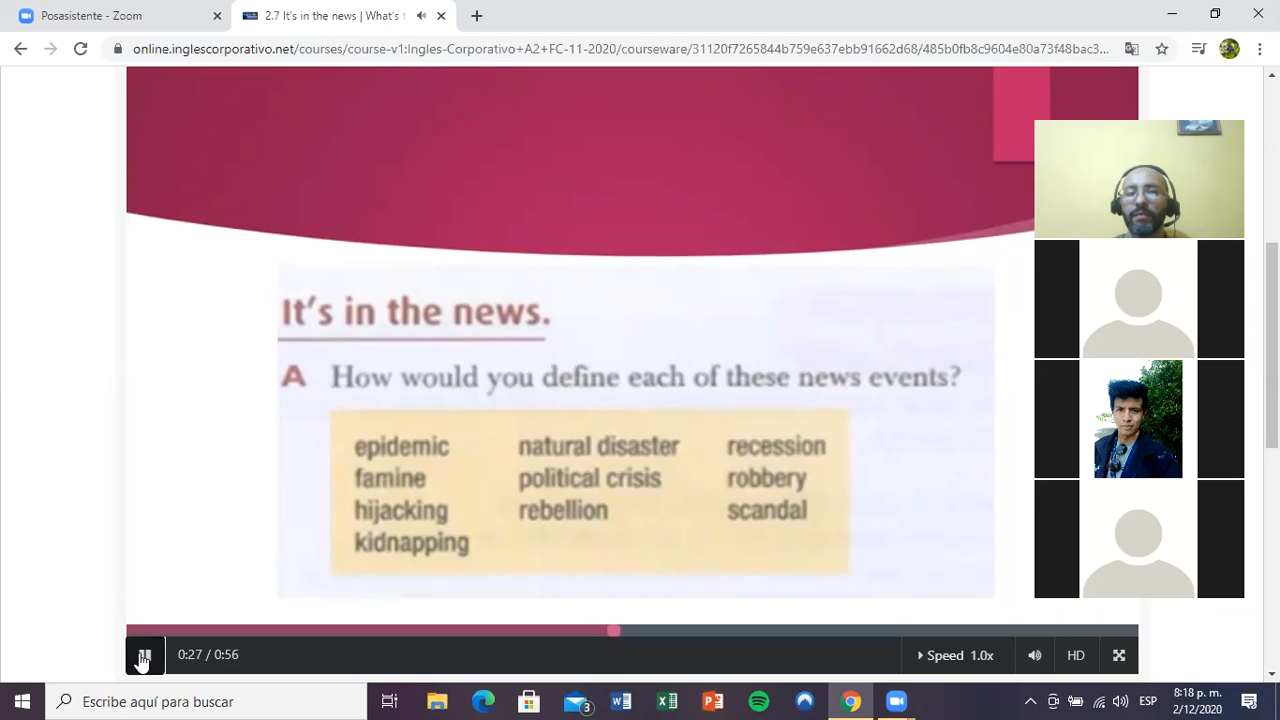 Posasistente - Zoom
2.7 It's in the news | What's t
online.inglescorporativo.net/courses/course-v1:Ingles-Corporativo+A2+FC-11-2020/courseware/31120f7265844b759e637ebb91662d68/485b0fb8c9604e80a73f48bac3...
It's in the news.
A How would you define each of these news events?
epidemic natural disaster recession
famine political crisis robbery
hijacking rebellion scandal
kidnapping
0:27 / 0:56
Speed 1.0x
HD
Escribe aquí para buscar
3
ESP
8:18 p. m.
2/12/2020